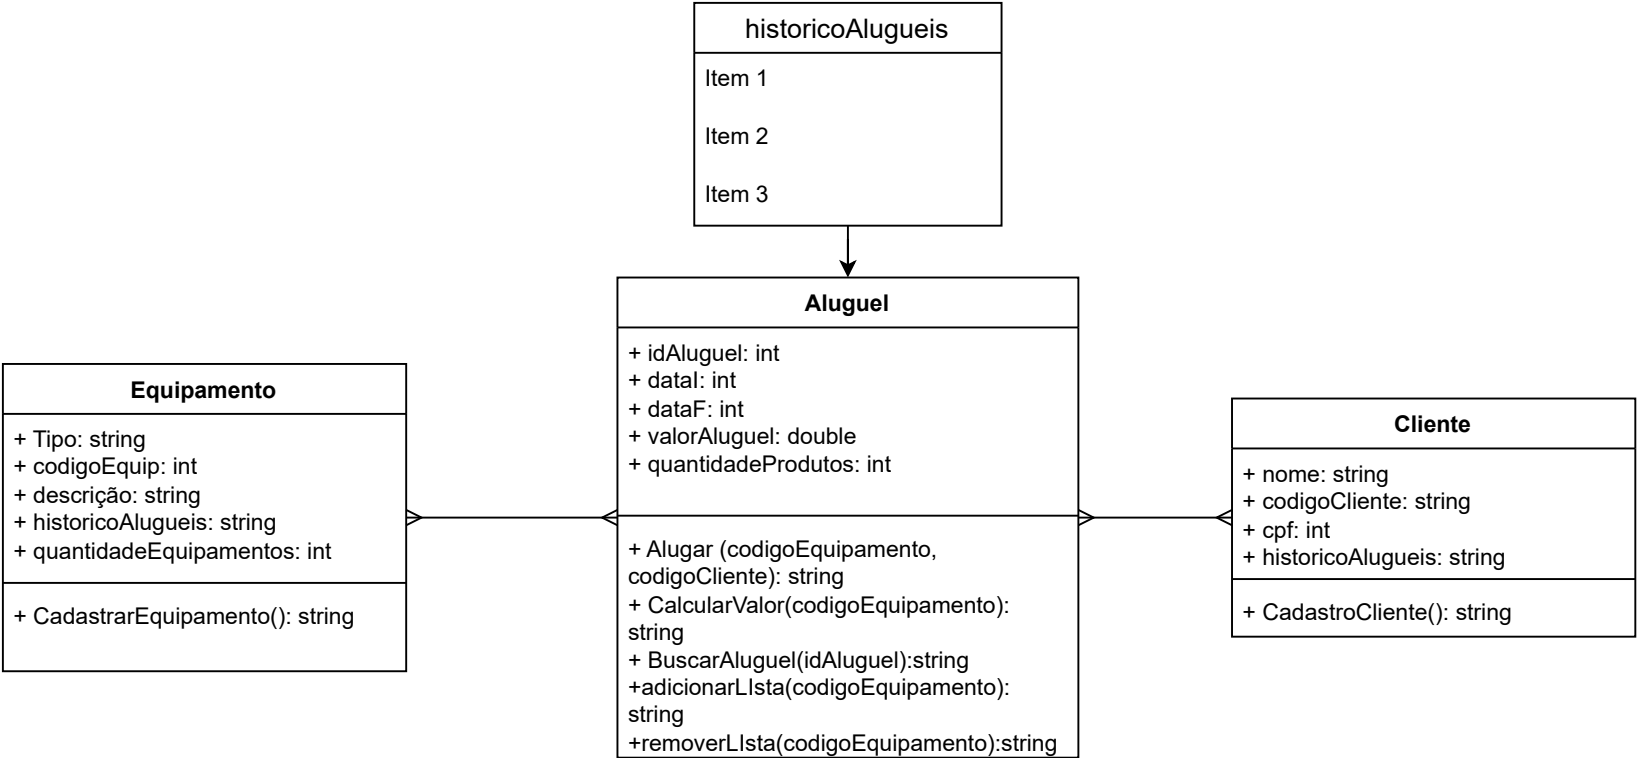 historicoAlugueis
Item 1
Item 2
Item 3
Aluguel
+ idAluguel: int
+ dataI: int
+ dataF: int
+ valorAluguel: double
+ quantidadeProdutos: int
+ Alugar (codigoEquipamento,
codigoCliente): string
+ CalcularValor(codigoEquipamento):
string
+ BuscarAluguel(idAluguel):string
+adicionarLIsta(codigoEquipamento):
string
+removerLIsta(codigoEquipamento):string
Equipamento
+ Tipo: string
+ codigoEquip: int
+ descrição: string
+ historicoAlugueis: string
+ quantidadeEquipamentos: int
+ CadastrarEquipamento(): string
Cliente
+ nome: string
+ codigoCliente: string
+ cpf: int
+ historicoAlugueis: string
+ CadastroCliente(): string